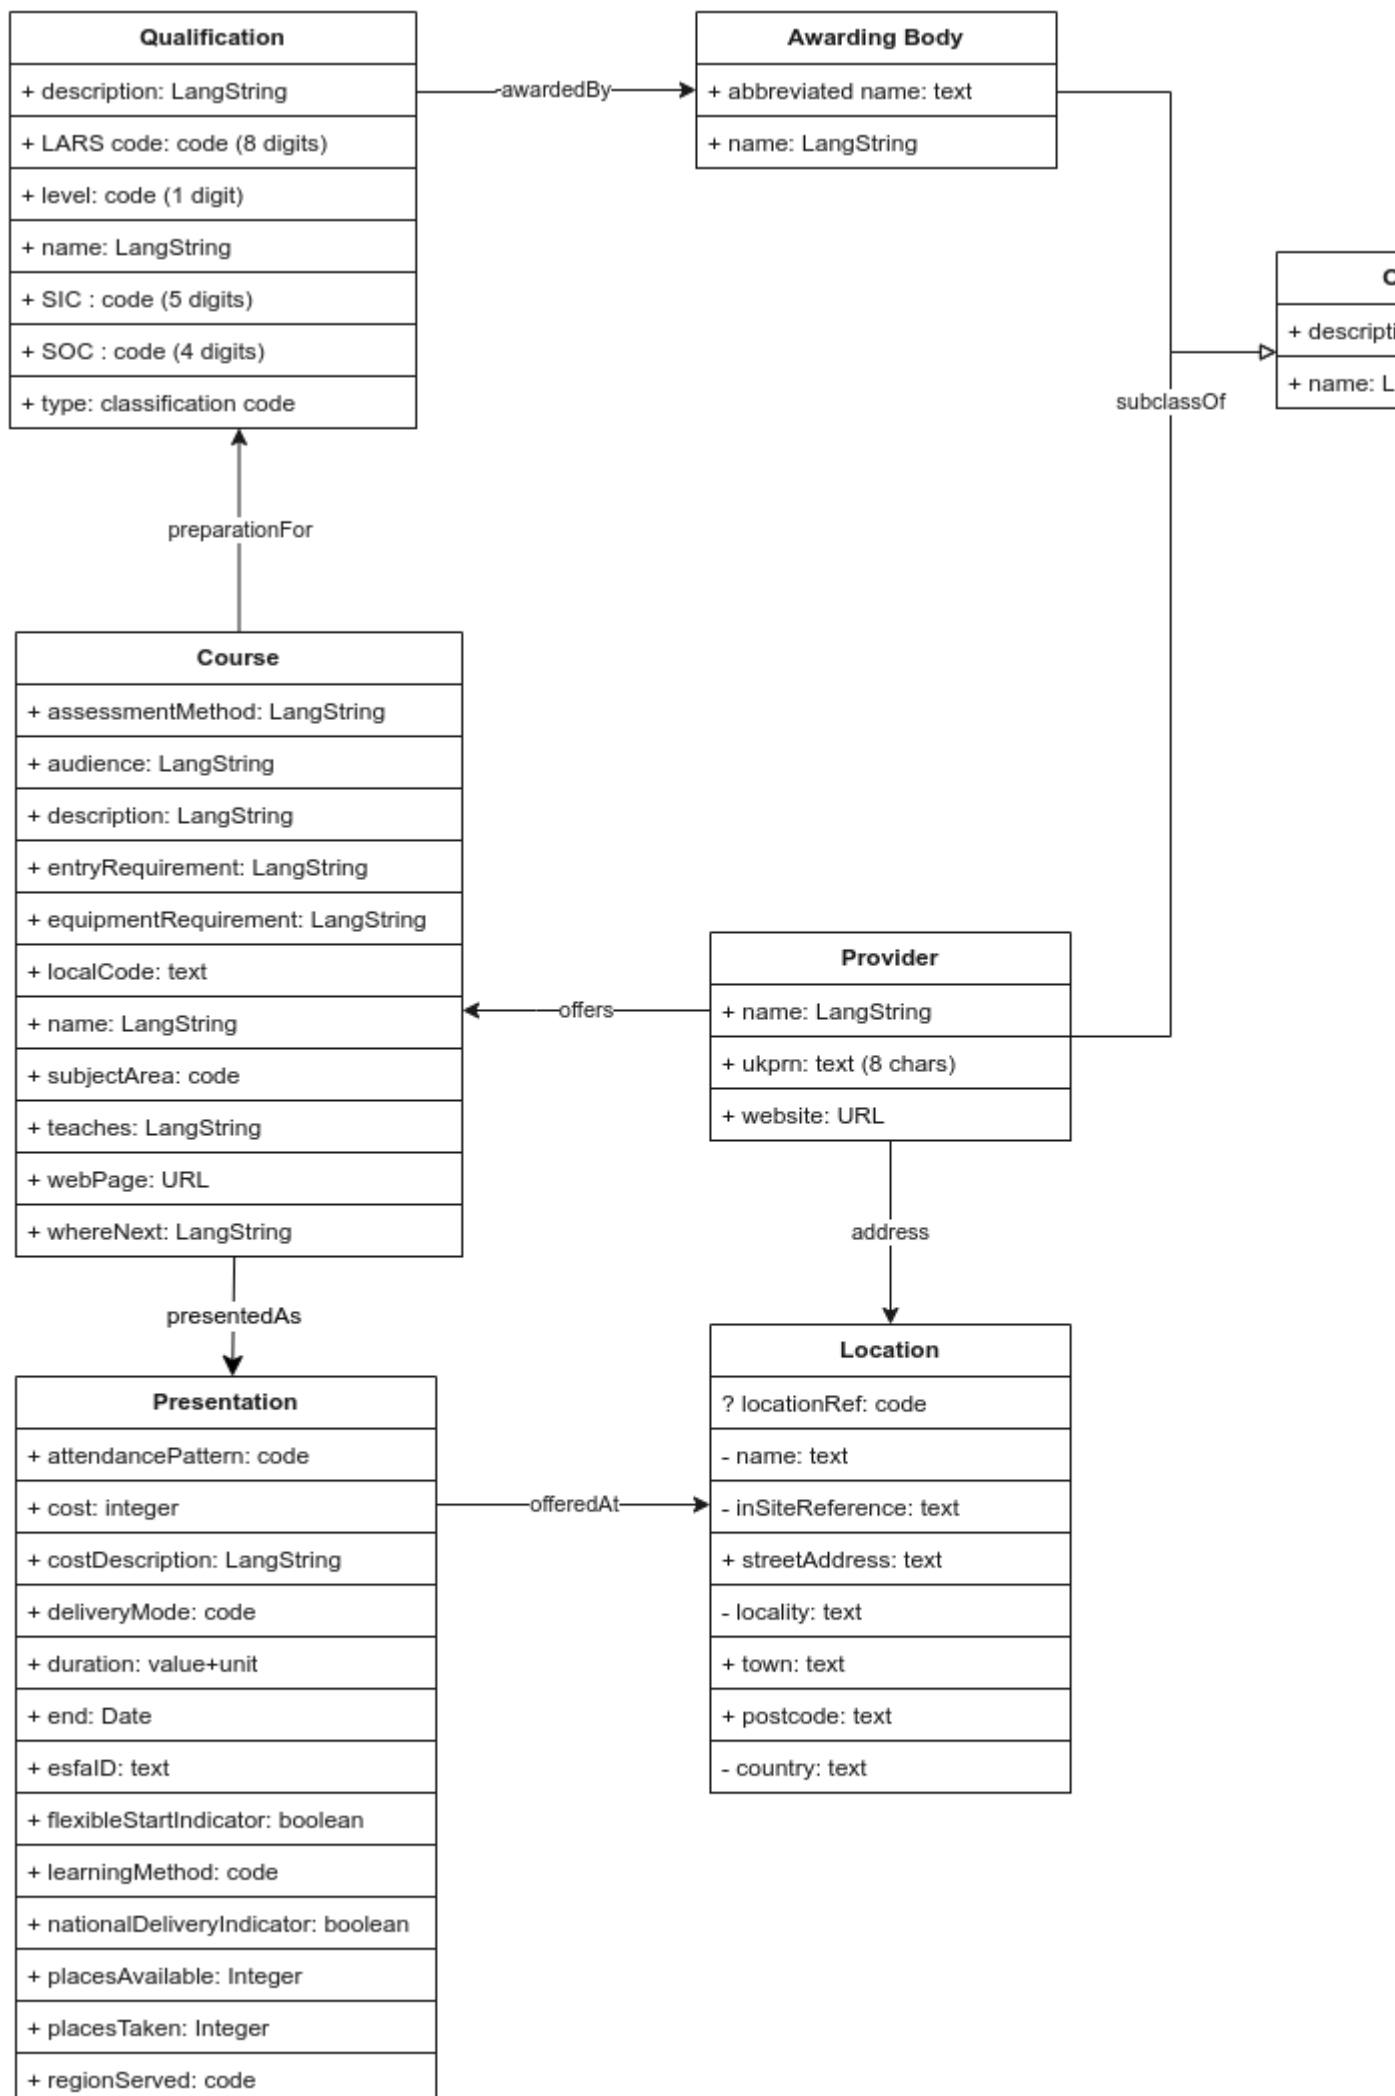 Qualification
+ description: LangString
+ LARS code: code (8 digits)
+ level: code (1 digit)
+ name: LangString
+ SIC : code (5 digits)
+ SOC : code (4 digits)
+ type: classification code
awardedBy
Awarding Body
+ abbreviated name: text
+ name: LangString
subclassOf
+ name:
preparationFor
Course
+ assessmentMethod: LangString
+ audience: LangString
+ description: LangString
+ entryRequirement: LangString
+ equipmentRequirement: LangString
+ localCode: text
+ name: LangString
+ subjectArea: code
+ teaches: LangString
+ webPage: URL
+ whereNext: LangString
offers
Provider
+ name: LangString
+ ukprn: text (8 chars)
+ website: URL
address
presentedAs
Presentation
+ attendancePattern: code
+ cost: integer
+ costDescription: LangString
+ deliveryMode: code
+ duration: value+unit
+ end: Date
+ esfaID: text
+ flexibleStartIndicator: boolean
+ learningMethod: code
+ nationalDeliveryIndicator: boolean
+ placesAvailable: Integer
+ placesTaken: Integer
+ regionServed: code
offeredAt
Location
? locationRef: code
- name: text
- inSiteReference: text
+ streetAddress: text
- locality: text
+ town: text
+ postcode: text
- country: text